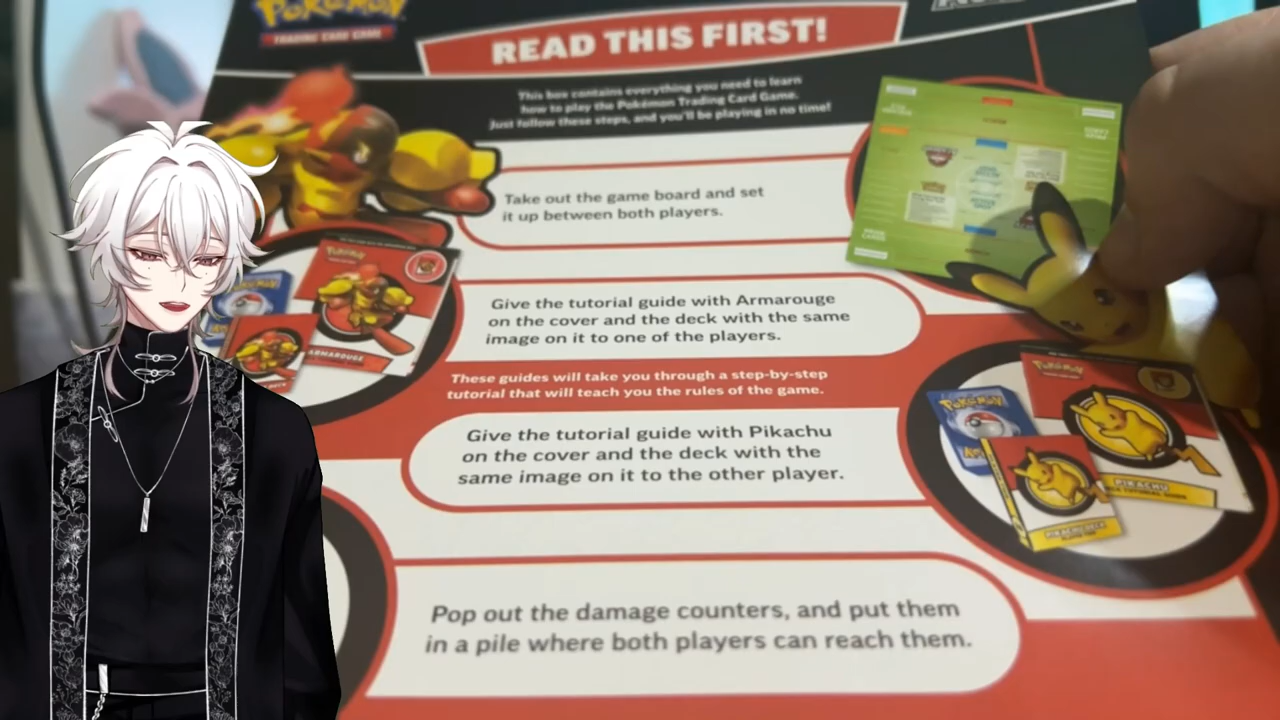 POKÉMON
TRADING CARD GAME
READ THIS FIRST!
This box contains everything you need to learn
how to play the Pokémon Trading Card Game.
Just follow these steps, and you'll be playing in no time!
Take out the game board and set
it up between both players.
Give the tutorial guide with Armarouge
on the cover and the deck with the same
image on it to one of the players.
These guides will take you through a step-by-step
tutorial that will teach you the rules of the game.
Give the tutorial guide with Pikachu
on the cover and the deck with the
same image on it to the other player.
Pop out the damage counters, and put them
in a pile where both players can reach them.
POKÉMON
ARMAROUGE
POKÉMON
PIKACHU
PIKACHU DECK